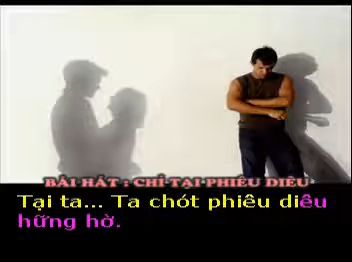 BÀI HÁT : CHỈ TẠI PHIÊU DIÊU
Tại ta... Ta chót phiêu diêu
hững hờ.